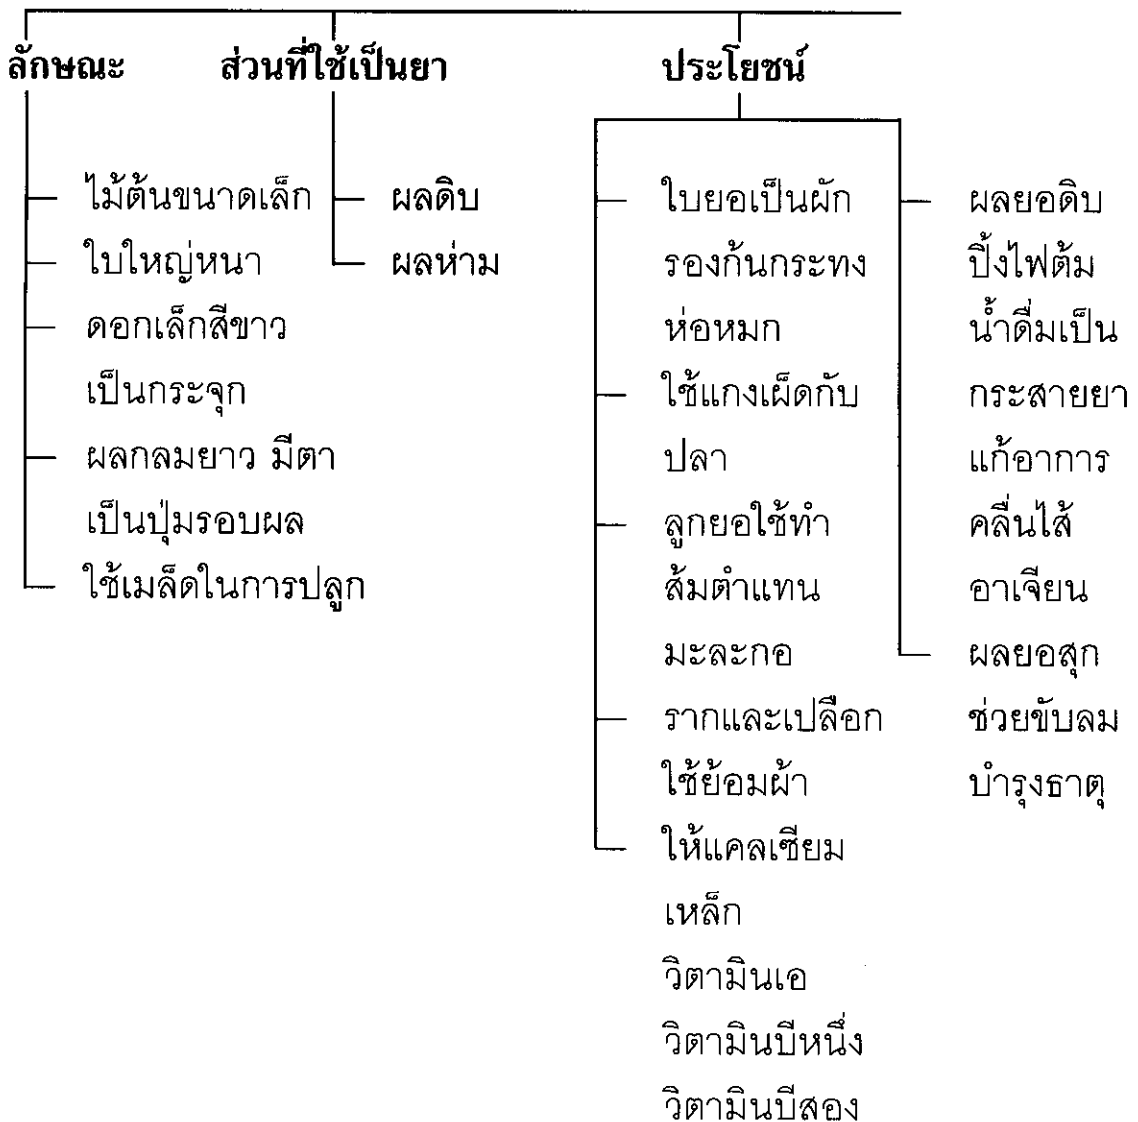 ลักษณะ
ส่วนที่ใช้เป็นยา
ประโยชน์
ไม้ต้นขนาดเล็ก
ใบใหญ่หนา
ดอกเล็กสีขาว
เป็นกระจุก
ผลกลมยาว มีตา
เป็นปุ่มรอบผล
ใช้เมล็ดในการปลูก
ผลดิบ
ผลห่าม
ใบยอเป็นผัก
รองก้นกระทง
ห่อหมก
ใช้แกงเผ็ดกับ
ปลา
ลูกยอใช้ทำ
ส้มตำแทน
มะละกอ
รากและเปลือก
ใช้ย้อมผ้า
ให้แคลเซียม
เหล็ก
วิตามินเอ
วิตามินบีหนึ่ง
วิตามินบีสอง
ผลยอดิบ
ปิ้งไฟต้ม
น้ำดื่มเป็น
กระสายยา
แก้อาการ
คลื่นไส้
อาเจียน
ผลยอสุก
ช่วยขับลม
บำรุงธาตุ